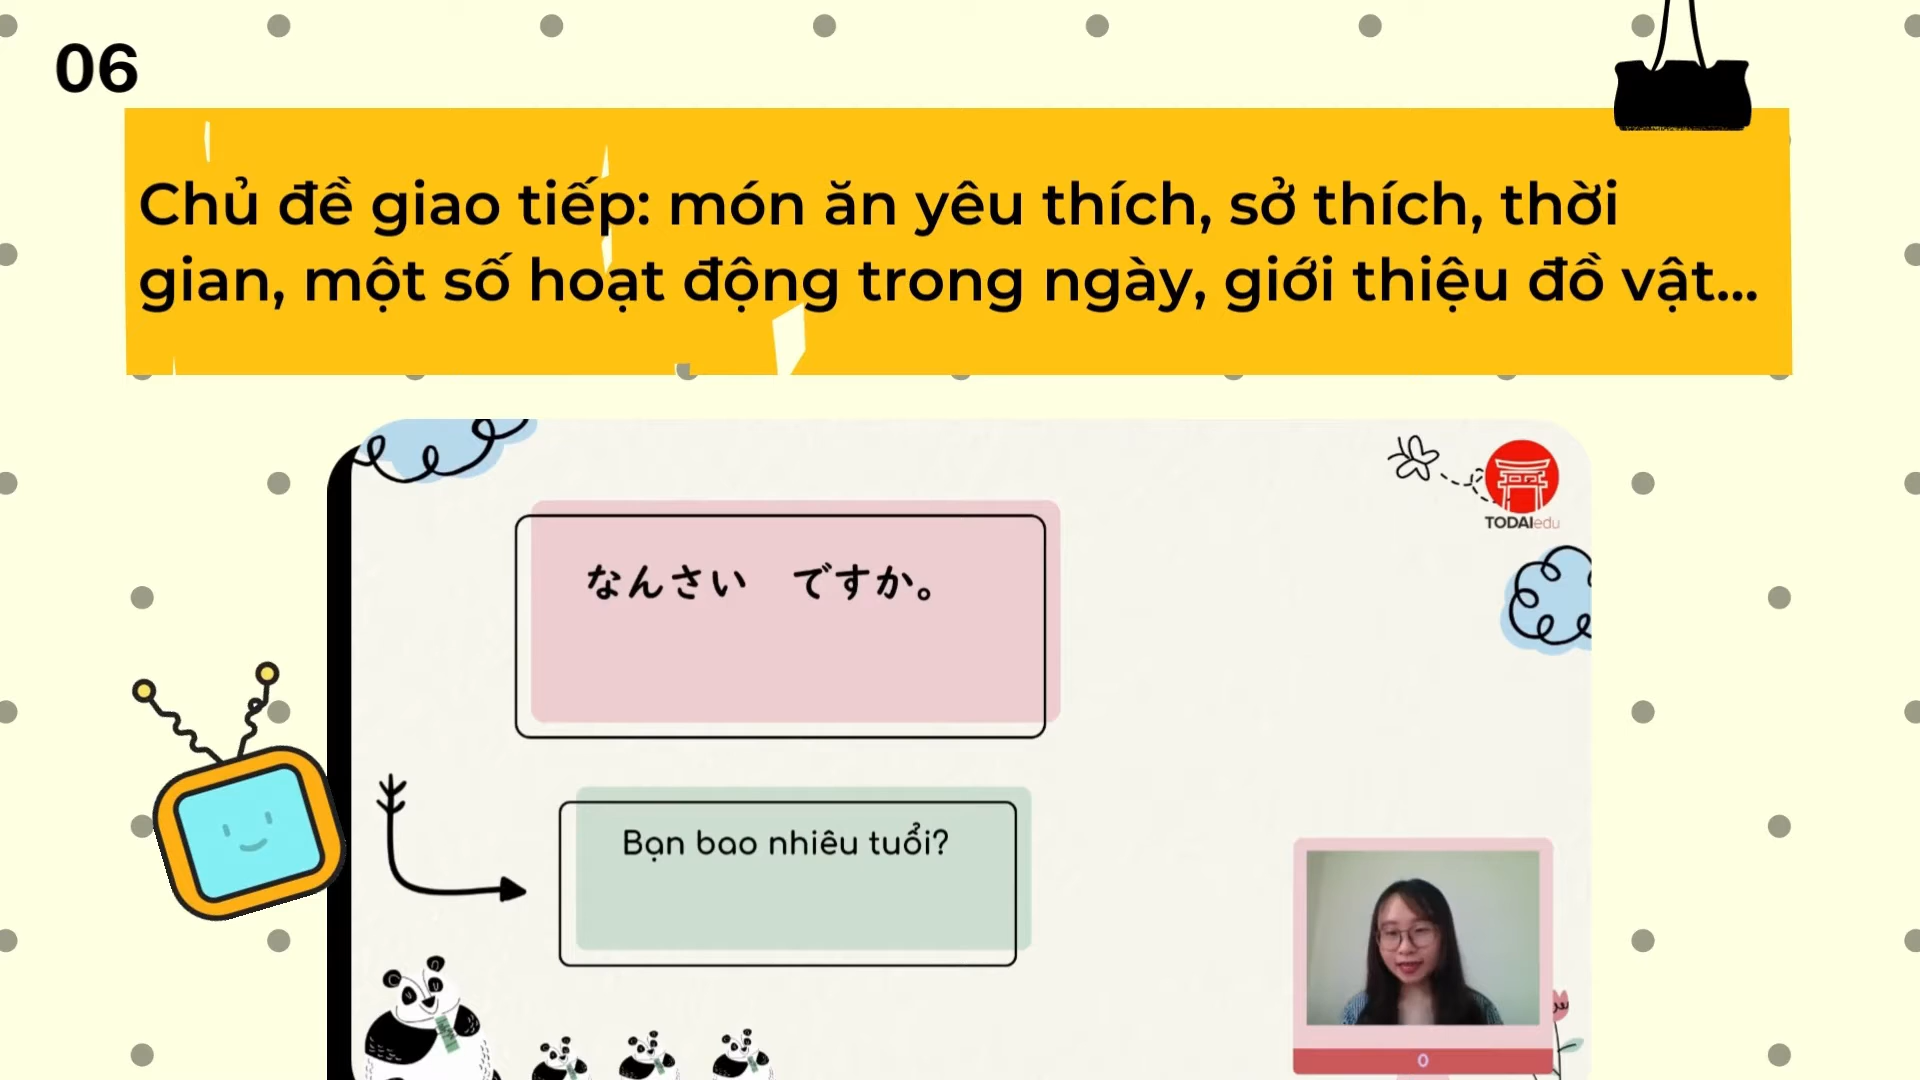 06
Chủ đề giao tiếp: món ăn yêu thích, sở thích, thời
gian, một số hoạt động trong ngày, giới thiệu đồ vật...
TODAIedu
なんさい　ですか。
Bạn bao nhiêu tuổi?